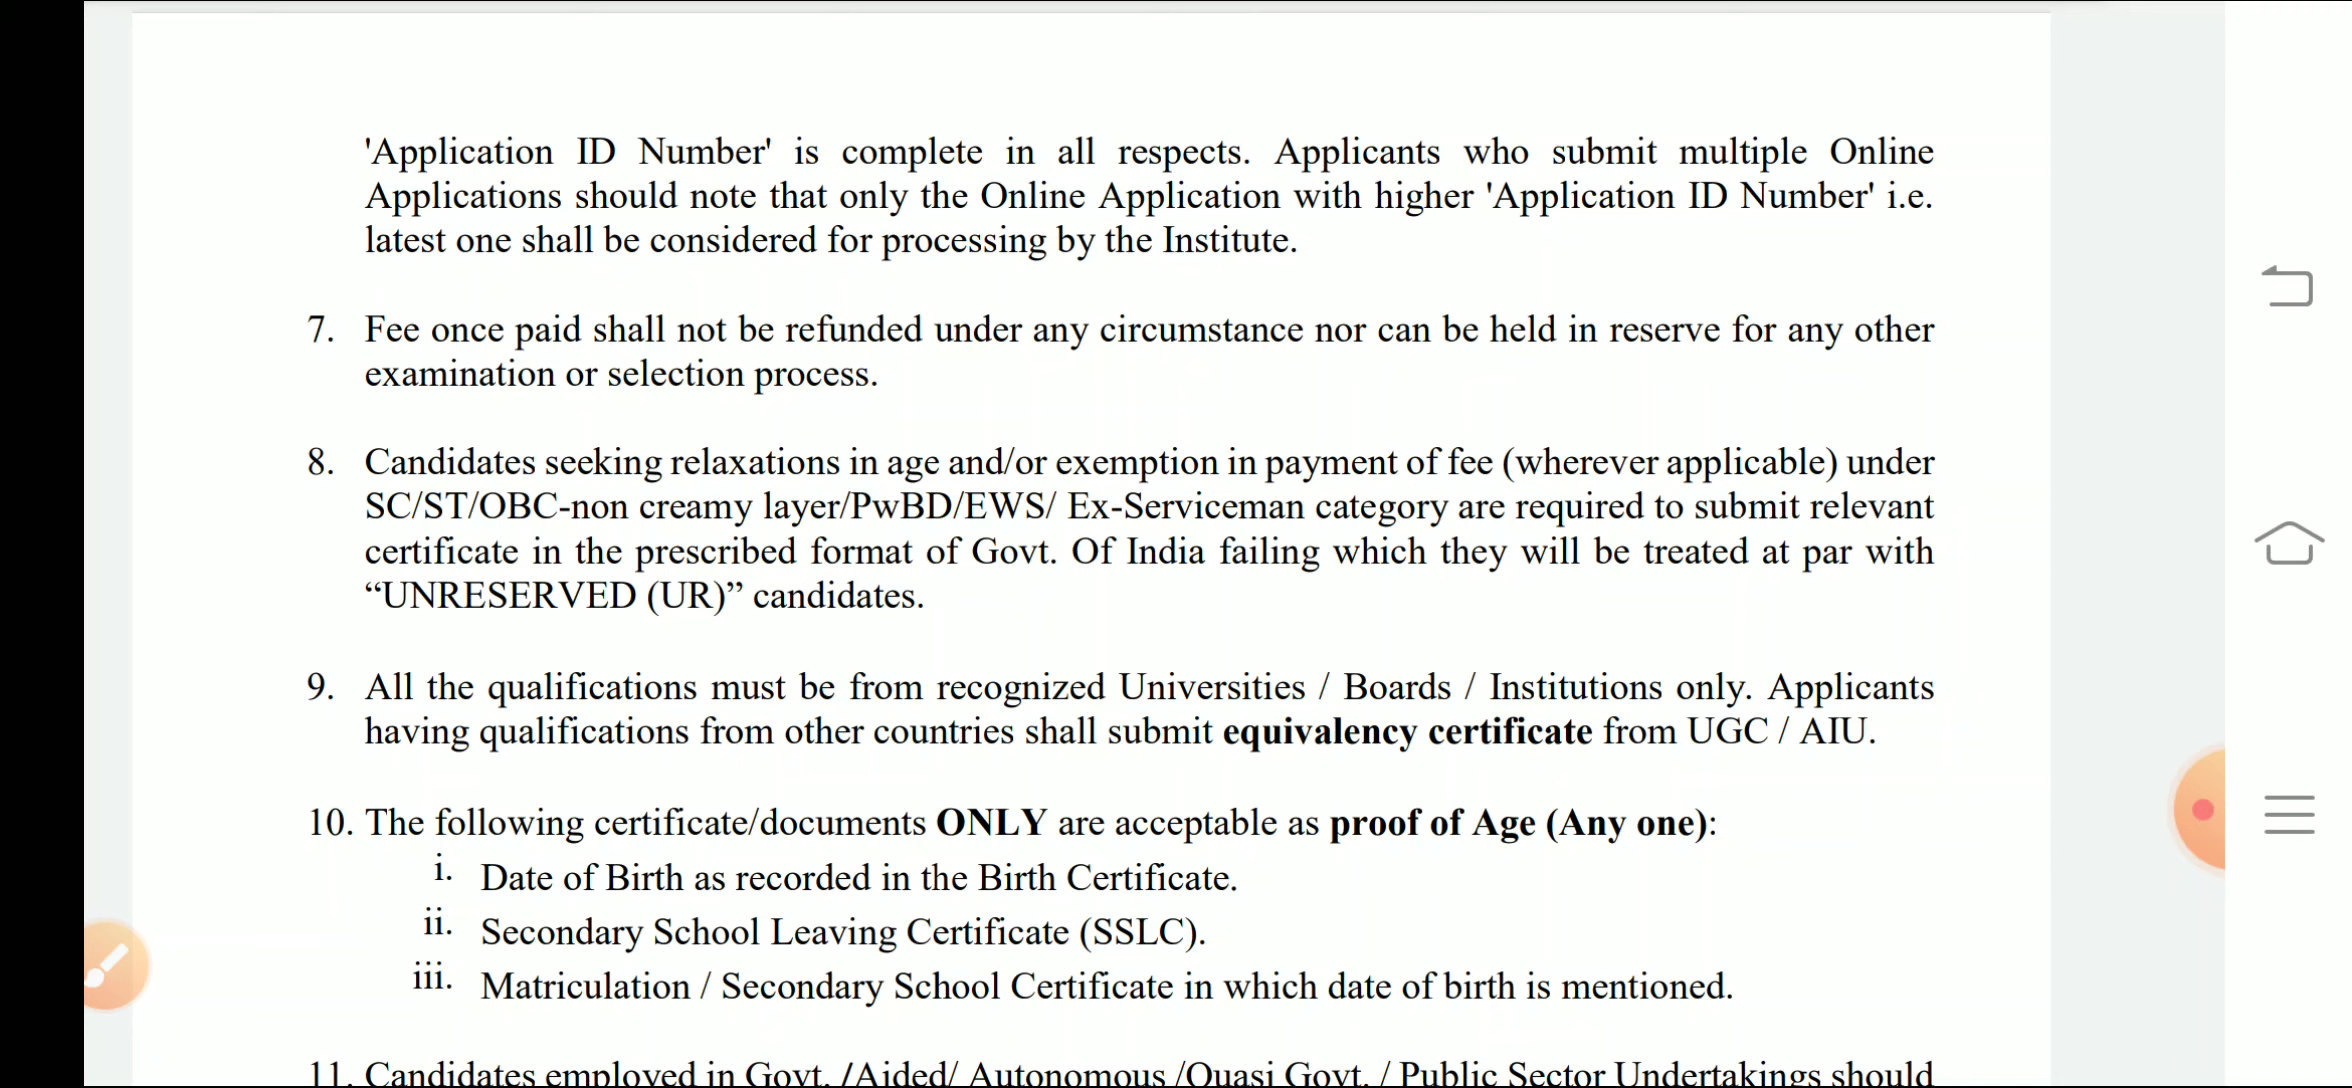 'Application ID Number' is complete in all respects. Applicants who submit multiple Online
Applications should note that only the Online Application with higher 'Application ID Number' i.e.
latest one shall be considered for processing by the Institute.
7. Fee once paid shall not be refunded under any circumstance nor can be held in reserve for any other
examination or selection process.
8. Candidates seeking relaxations in age and/or exemption in payment of fee (wherever applicable) under
SC/ST/OBC-non creamy layer/PwBD/EWS/ Ex-Serviceman category are required to submit relevant
certificate in the prescribed format of Govt. Of India failing which they will be treated at par with
“UNRESERVED (UR)” candidates.
9. All the qualifications must be from recognized Universities / Boards / Institutions only. Applicants
having qualifications from other countries shall submit equivalency certificate from UGC / AIU.
10. The following certificate/documents ONLY are acceptable as proof of Age (Any one):
i. Date of Birth as recorded in the Birth Certificate.
ii. Secondary School Leaving Certificate (SSLC).
iii. Matriculation / Secondary School Certificate in which date of birth is mentioned.
11. Candidates employed in Govt. /Aided/ Autonomous /Quasi Govt. / Public Sector Undertakings should